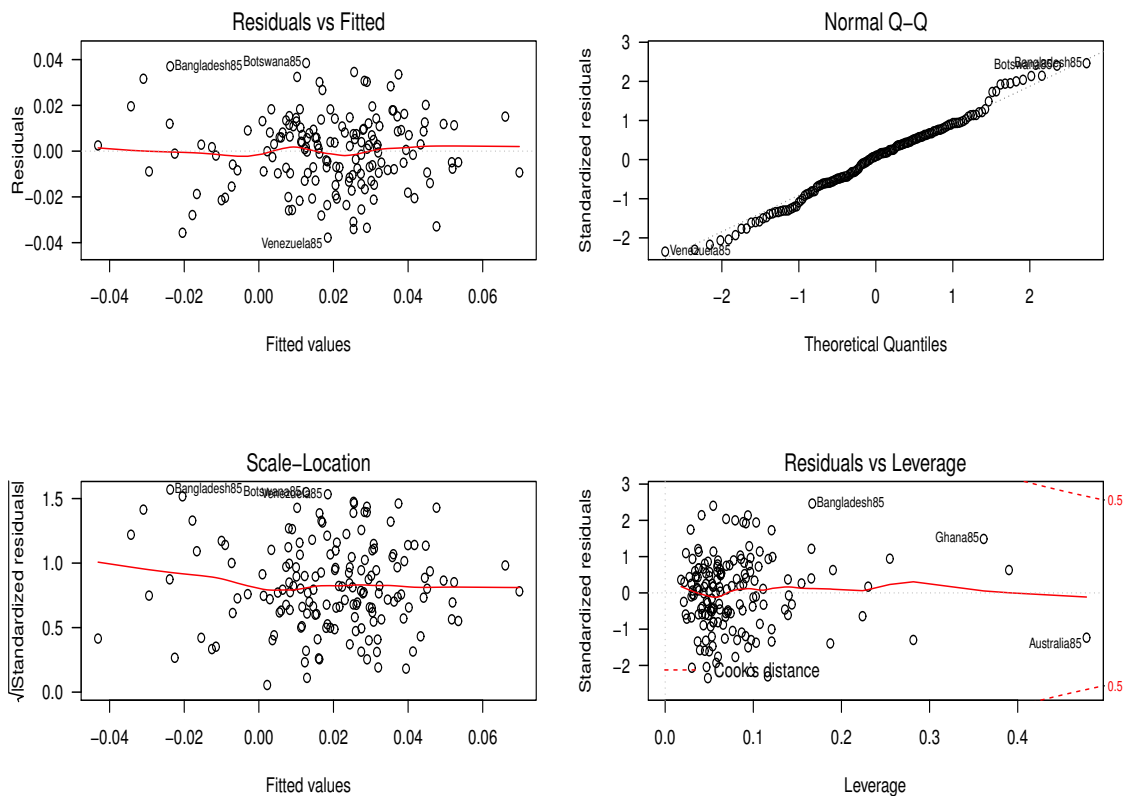 Residuals vs Fitted
Residuals
0.04
0.02
0.00
−0.02
−0.04
Bangladesh85
Botswana85
Venezuela85
−0.04 −0.02 0.00 0.02 0.04 0.06
Fitted values
Normal Q−Q
Standardized residuals
3
2
1
0
−1
−2
Botswana85
Bangladesh85
Venezuela85
−2 −1 0 1 2
Theoretical Quantiles
Scale−Location
√|Standardized residuals|
1.5
1.0
0.5
0.0
Bangladesh85
Botswana85
Venezuela85
−0.04 −0.02 0.00 0.02 0.04 0.06
Fitted values
Residuals vs Leverage
Standardized residuals
3
2
1
0
−1
−2
Bangladesh85
Ghana85
Australia85
0.5
0.5
Cook's distance
0.0 0.1 0.2 0.3 0.4
Leverage